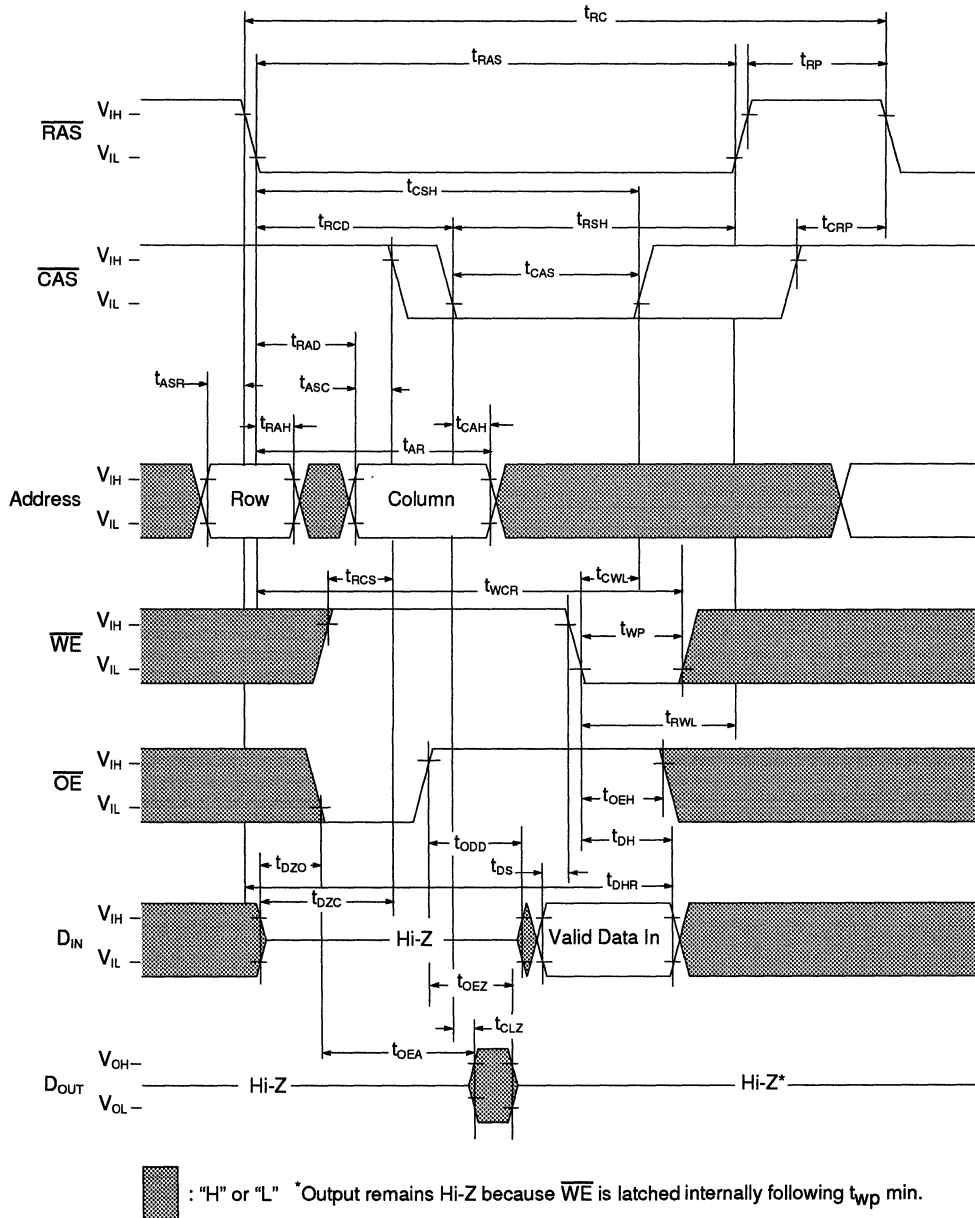 tRC
tRAS
tRP
RAS
VIH
VIL
tCSH
tRCD
tRSH
tCRP
CAS
VIH
VIL
tCAS
tRAD
tASR
tASC
tRAH
tCAH
tAR
Address
VIH
VIL
Row
Column
tRCS
tCWL
tWCR
WE
VIH
VIL
tWP
tRWL
OE
VIH
VIL
tOEH
tODD
tDH
tDZO
tDS
tDHR
tDZC
DIN
VIH
VIL
Hi-Z
Valid Data In
tOEZ
tCLZ
tOEA
DOUT
VOH
VOL
Hi-Z
Hi-Z*
: "H" or "L" *Output remains Hi-Z because WE is latched internally following twp min.